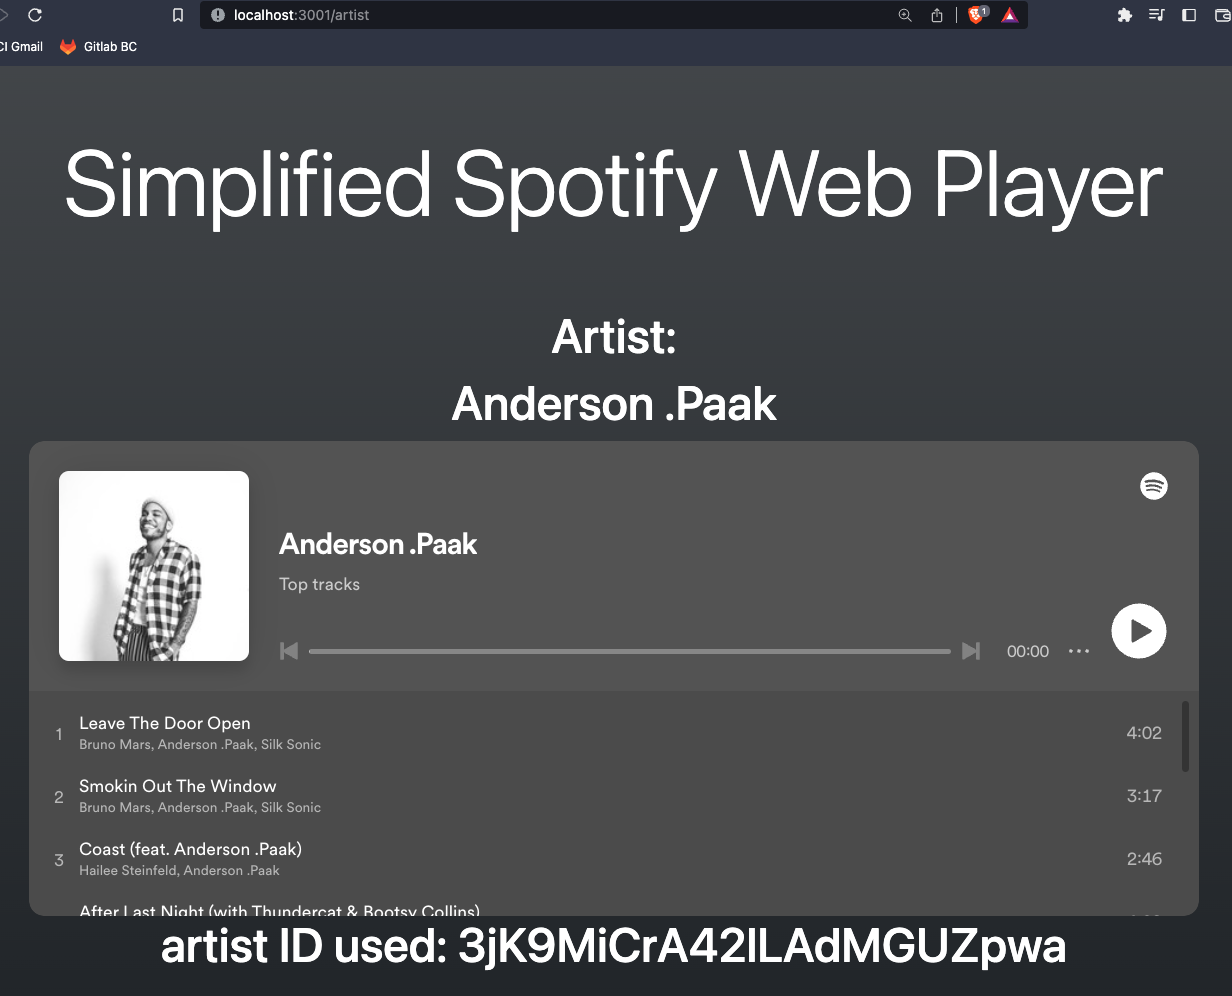 localhost:3001/artist
1
CI Gmail
Gitlab BC
Simplified Spotify Web Player
Artist:
Anderson .Paak
Anderson .Paak
Top tracks
00:00
1
Leave The Door Open
4:02
Bruno Mars, Anderson .Paak, Silk Sonic
2
Smokin Out The Window
3:17
Bruno Mars, Anderson .Paak, Silk Sonic
3
Coast (feat. Anderson .Paak)
2:46
Hailee Steinfeld, Anderson .Paak
After Last Night (with Thundercat & Bootsy Collins)
artist ID used: 3jK9MiCrA42lLAdMGUZpwa